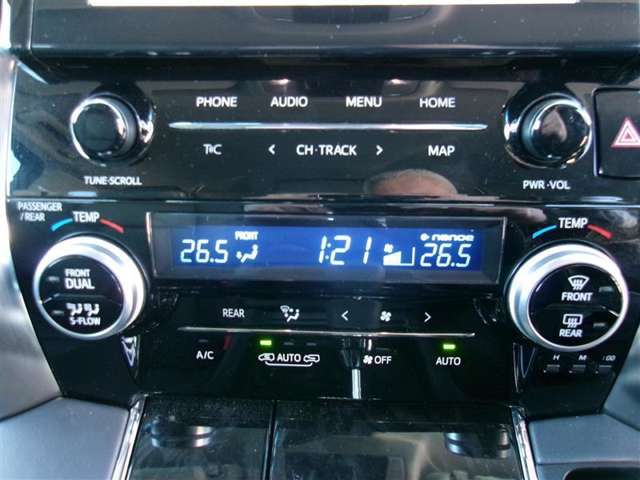 PHONE AUDIO MENU HOME
T∞C < CH·TRACK > MAP
TUNE·SCROLL PWR·VOL
PASSENGER / REAR TEMP TEMP
26.5 FRONT 1:21 nanoe 26.5
FRONT DUAL
S-FLOW
FRONT
REAR
REAR < >
A/C AUTO OFF AUTO
H M :00